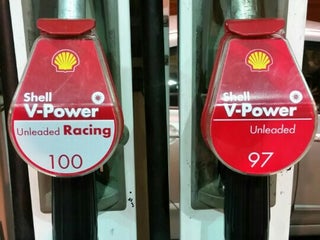 Shell
V-Power
Unleaded Racing
100
Shell
V-Power
Unleaded
97